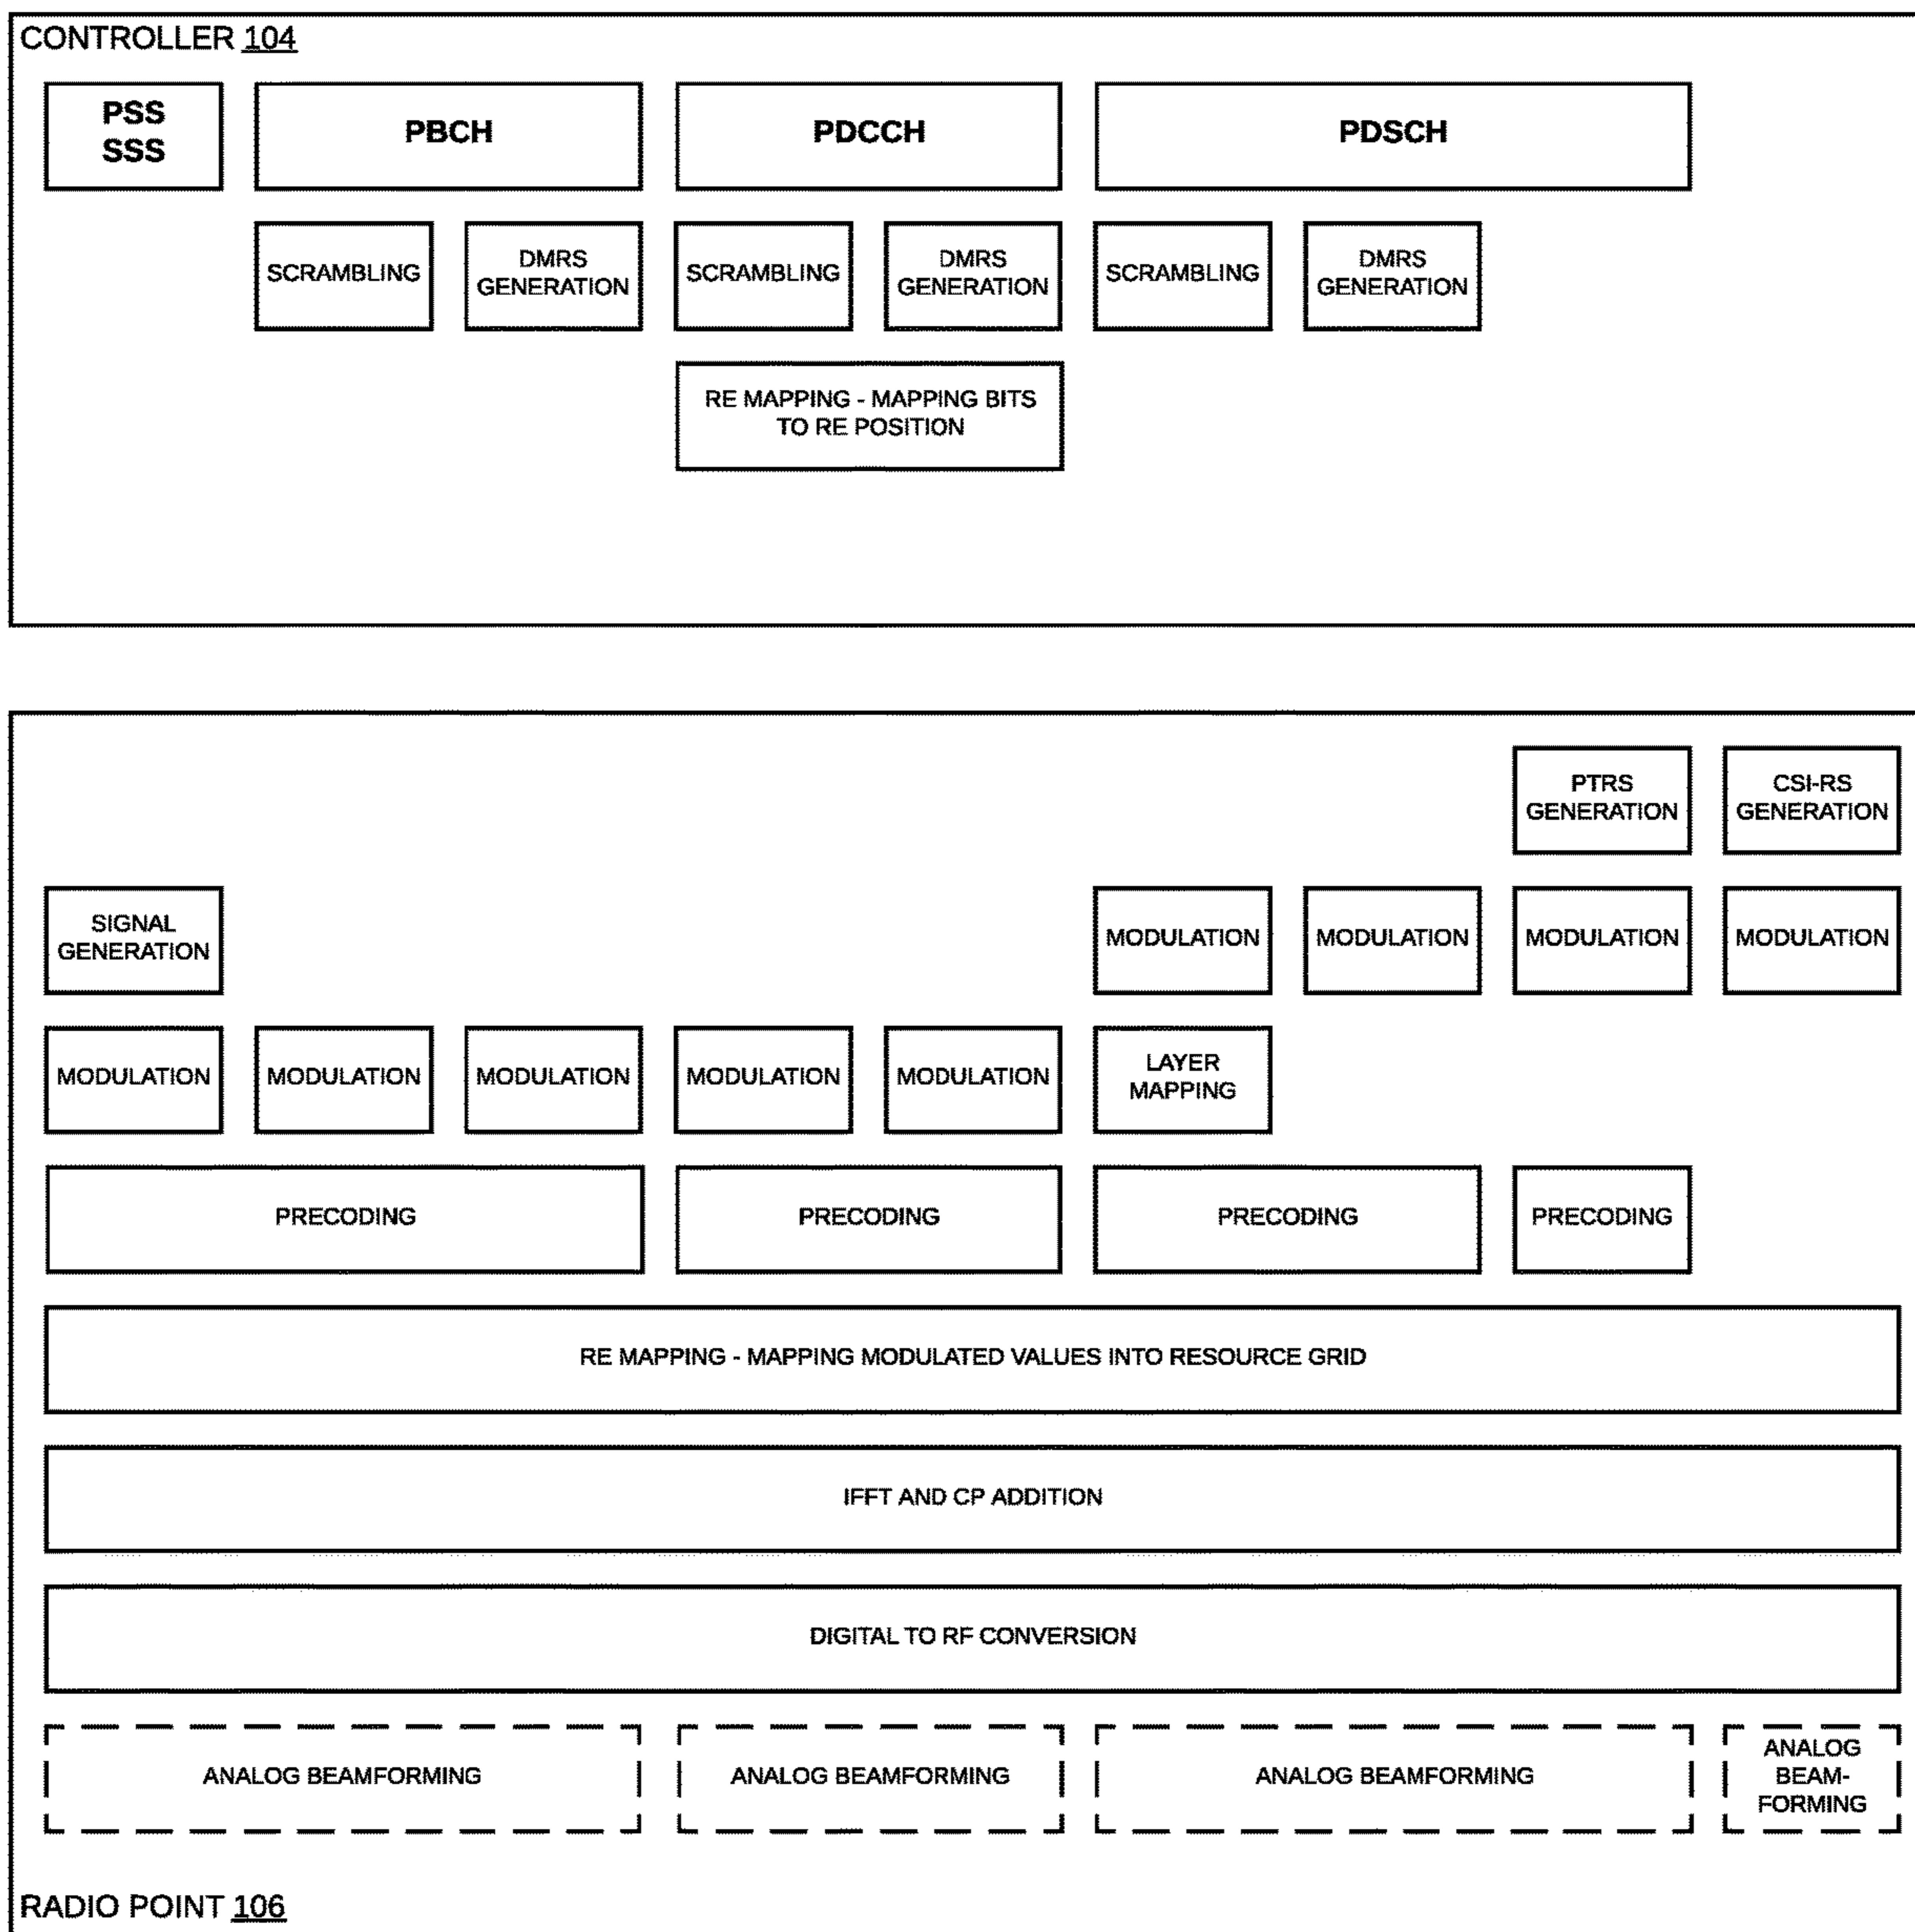 CONTROLLER 104
PSS
SSS
PBCH
PDCCH
PDSCH
SCRAMBLING
DMRS
GENERATION
SCRAMBLING
DMRS
GENERATION
SCRAMBLING
DMRS
GENERATION
RE MAPPING - MAPPING BITS
TO RE POSITION
PTRS
GENERATION
CSI-RS
GENERATION
SIGNAL
GENERATION
MODULATION
MODULATION
MODULATION
MODULATION
MODULATION
MODULATION
MODULATION
MODULATION
MODULATION
LAYER
MAPPING
PRECODING
PRECODING
PRECODING
PRECODING
RE MAPPING - MAPPING MODULATED VALUES INTO RESOURCE GRID
IFFT AND CP ADDITION
DIGITAL TO RF CONVERSION
ANALOG BEAMFORMING
ANALOG BEAMFORMING
ANALOG BEAMFORMING
ANALOG
BEAM-
FORMING
RADIO POINT 106